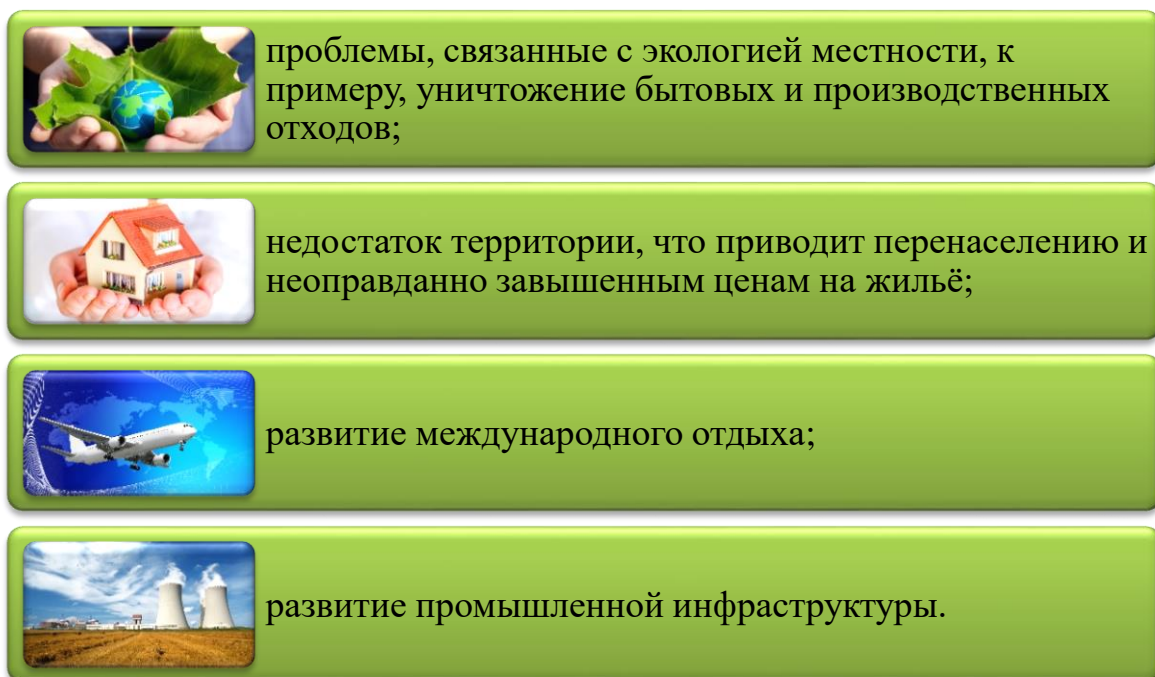 проблемы, связанные с экологией местности, к
примеру, уничтожение бытовых и производственных
отходов;
недостаток территории, что приводит перенаселению и
неоправданно завышенным ценам на жильё;
развитие международного отдыха;
развитие промышленной инфраструктуры.